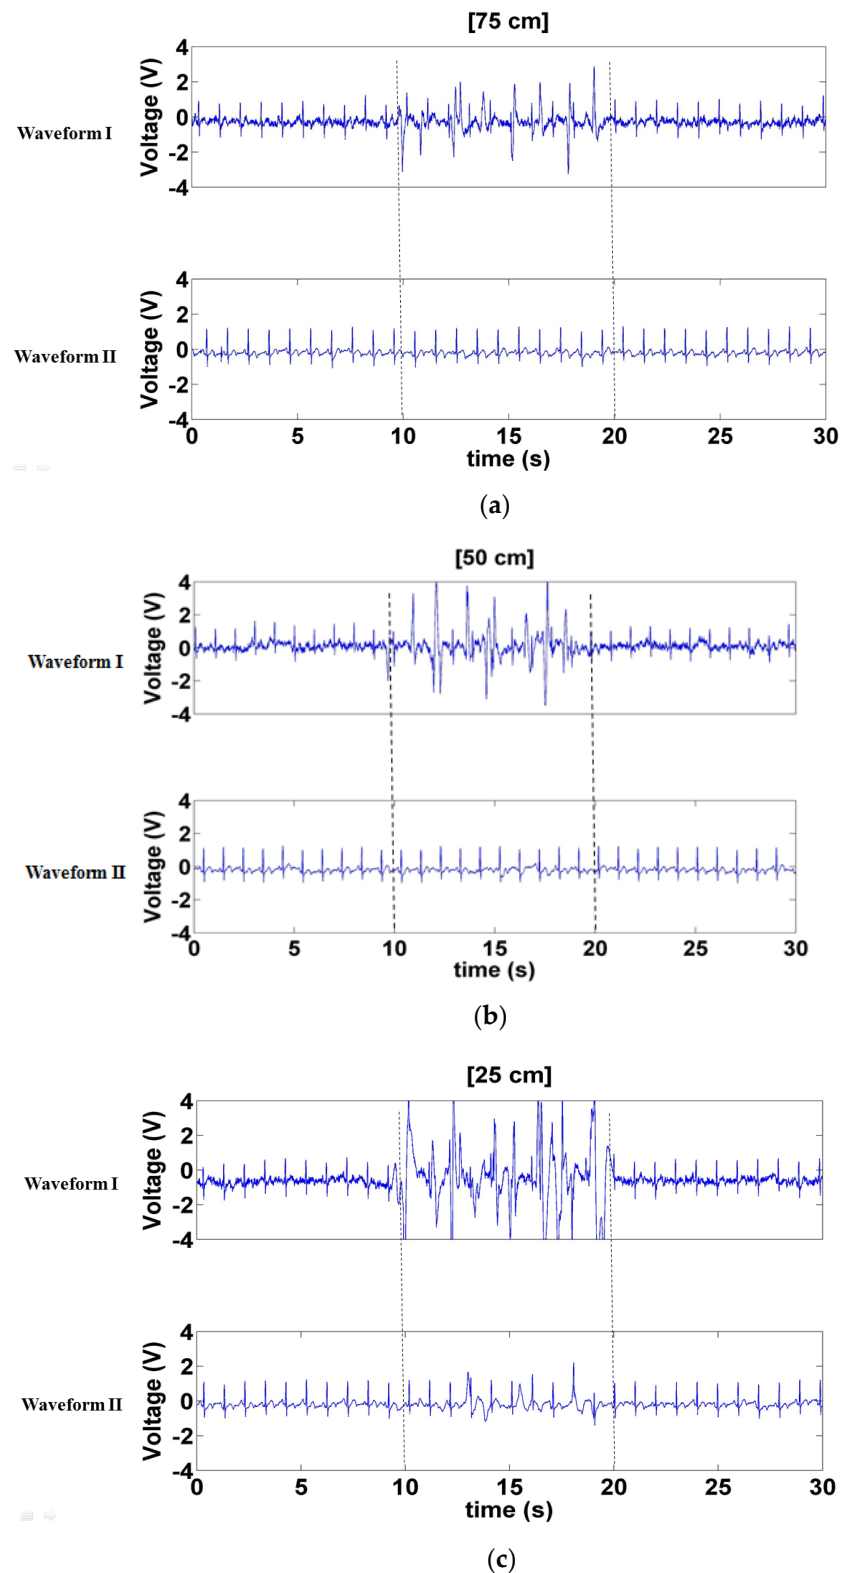 [75 cm]
4
2
0
-2
-4
Voltage (V)
Waveform I
4
2
0
-2
-4
Voltage (V)
Waveform II
0 5 10 15 20 25 30
time (s)
(a)
[50 cm]
4
2
0
-2
-4
Voltage (V)
Waveform I
4
2
0
-2
-4
Voltage (V)
Waveform II
0 5 10 15 20 25 30
time (s)
(b)
[25 cm]
4
2
0
-2
-4
Voltage (V)
Waveform I
4
2
0
-2
-4
Voltage (V)
Waveform II
0 5 10 15 20 25 30
time (s)
(c)